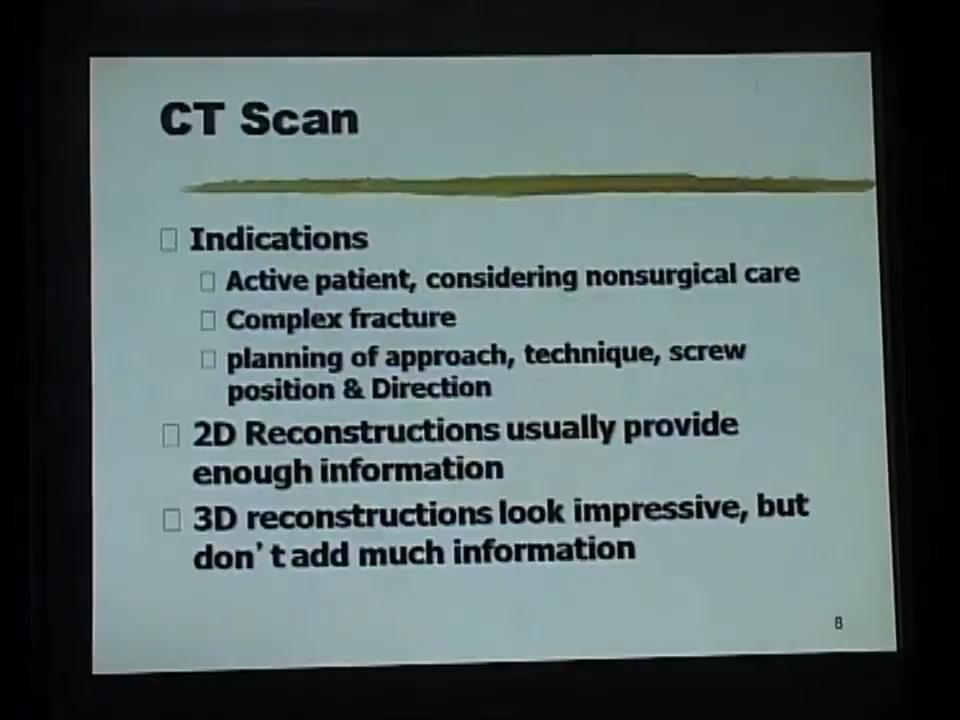 CT Scan
Indications
Active patient, considering nonsurgical care
Complex fracture
planning of approach, technique, screw
position & Direction
2D Reconstructions usually provide
enough information
3D reconstructions look impressive, but
don’t add much information
8